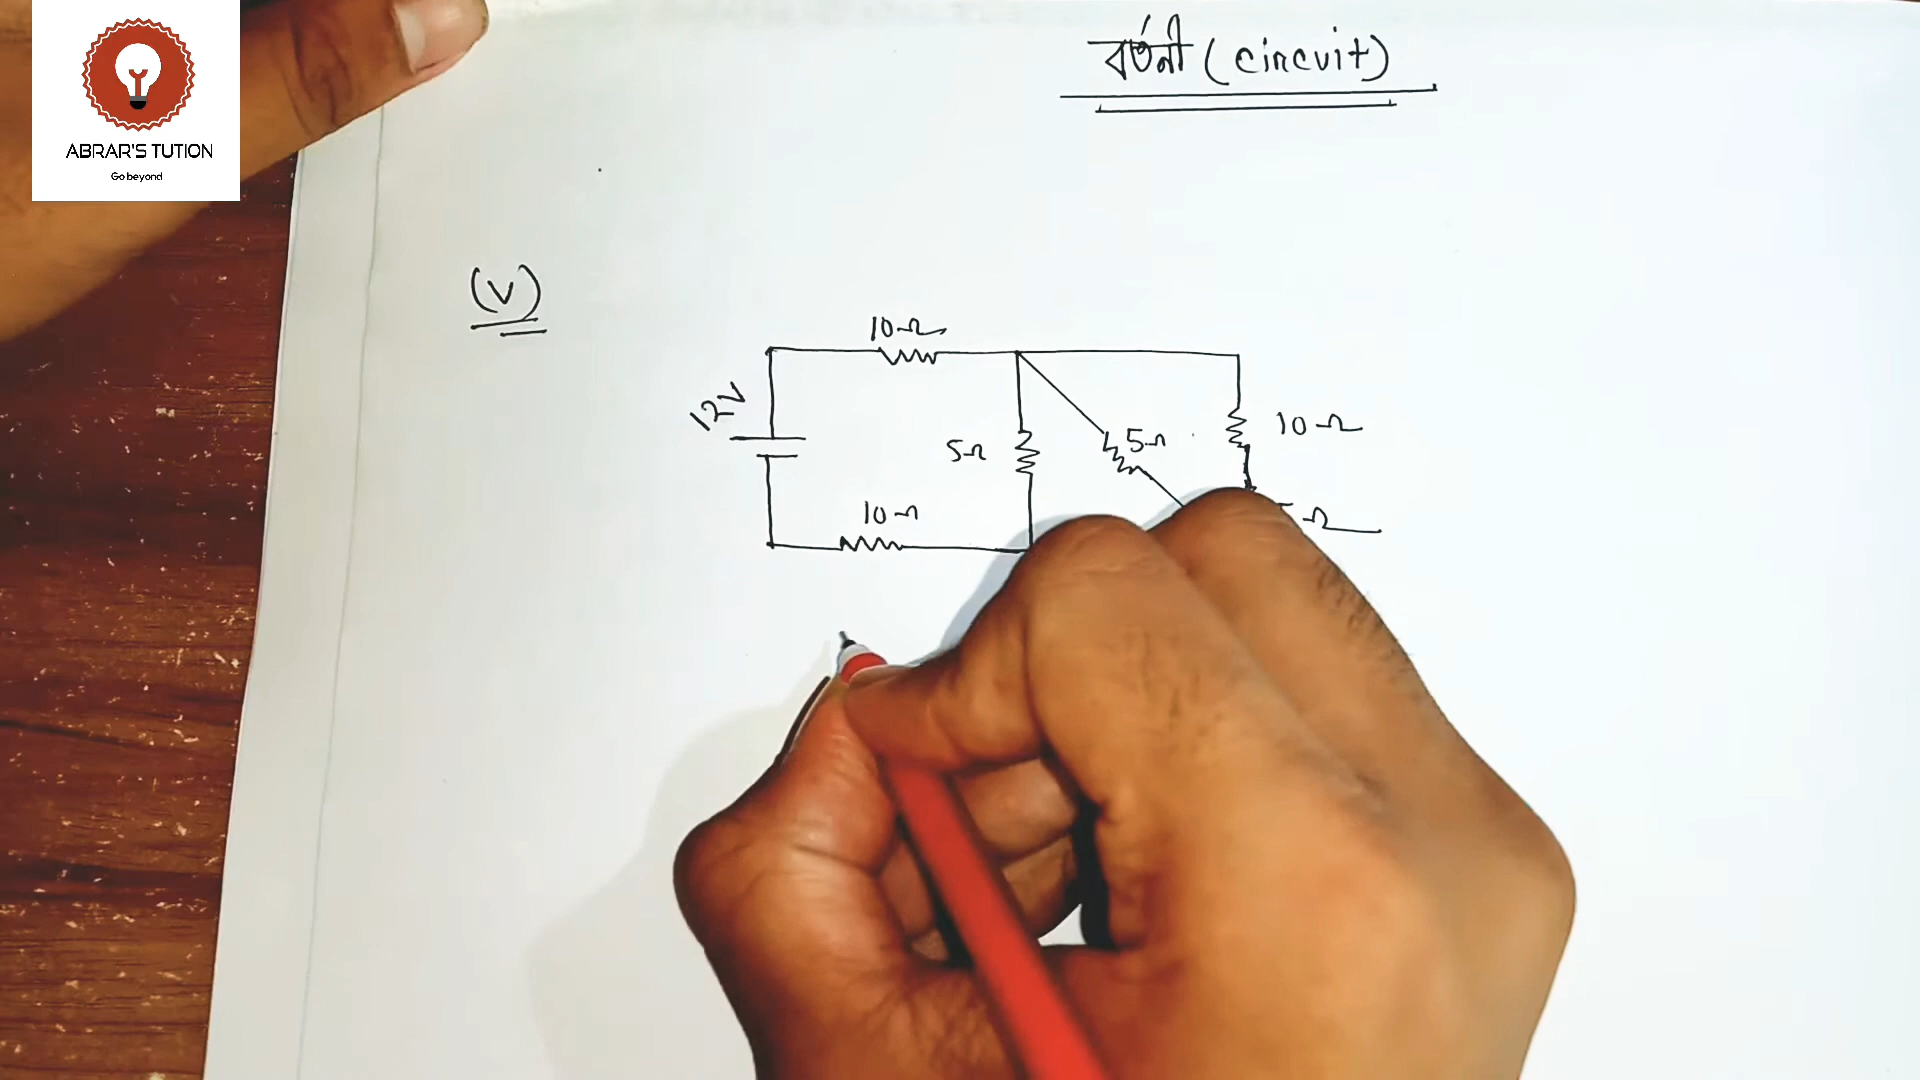 ABRAR'S TUTION
Go beyond
বর্তনী (circuit)
(v)
10Ω
12V
5Ω
5Ω
10Ω
10Ω
Ω